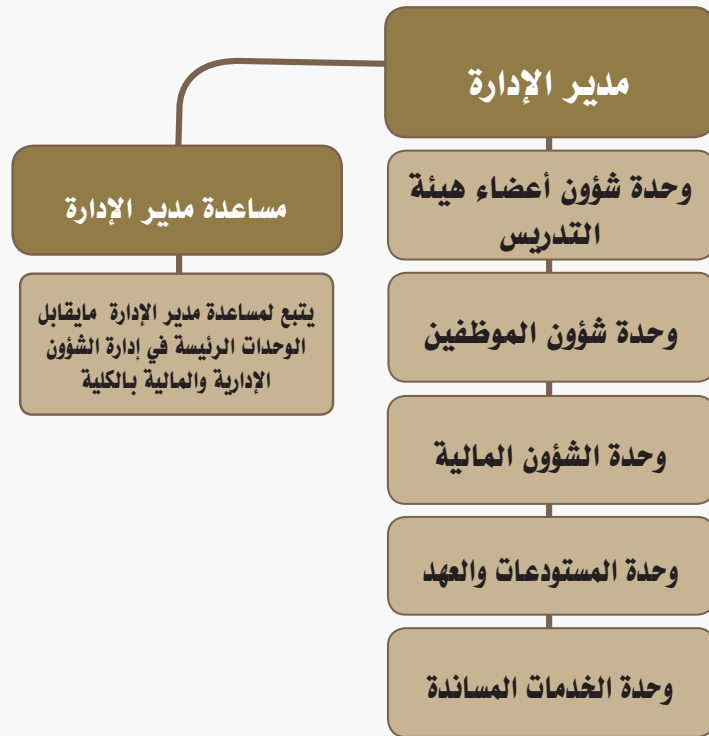 مدير الإدارة
وحدة شؤون أعضاء هيئة
التدريس
وحدة شؤون الموظفين
وحدة الشؤون المالية
وحدة المستودعات والعهد
وحدة الخدمات المساندة
مساعدة مدير الإدارة
يتبع لمساعدة مدير الإدارة مايقابل
الوحدات الرئيسة في إدارة الشؤون
الإدارية والمالية بالكلية